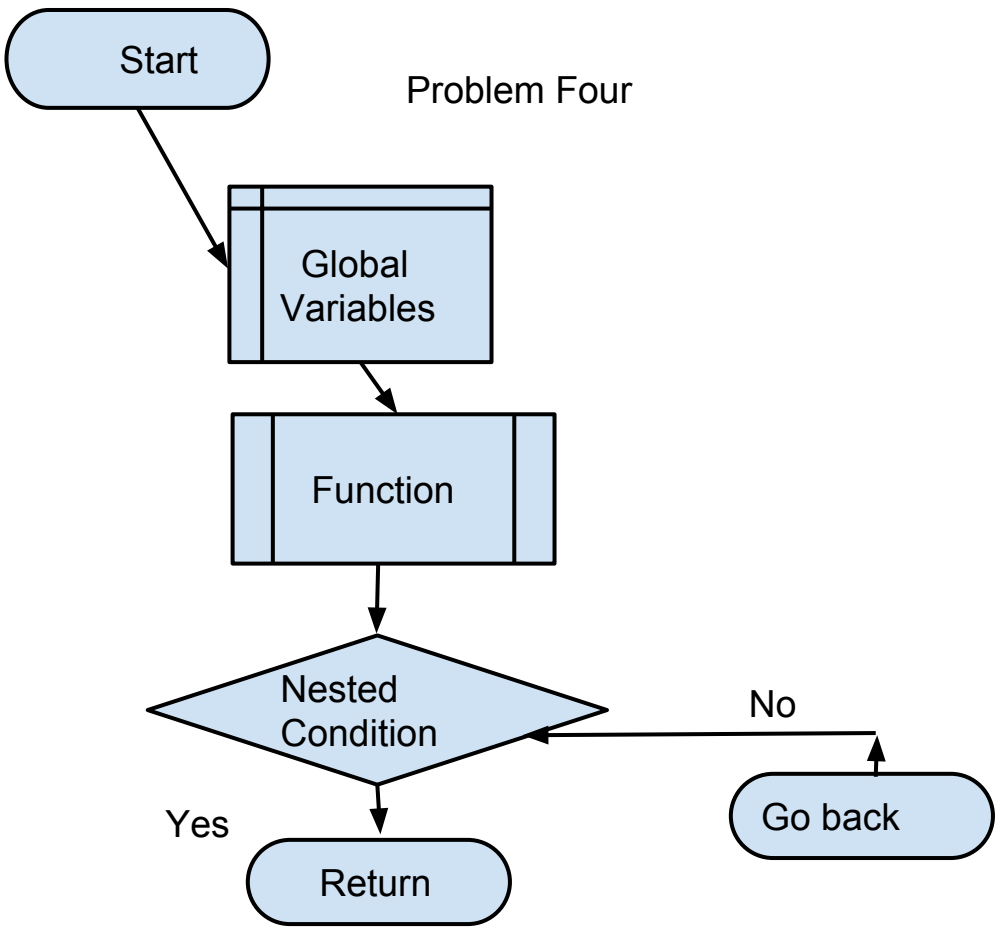 Start
Problem Four
Global
Variables
Function
Nested
Condition
No
Go back
Yes
Return